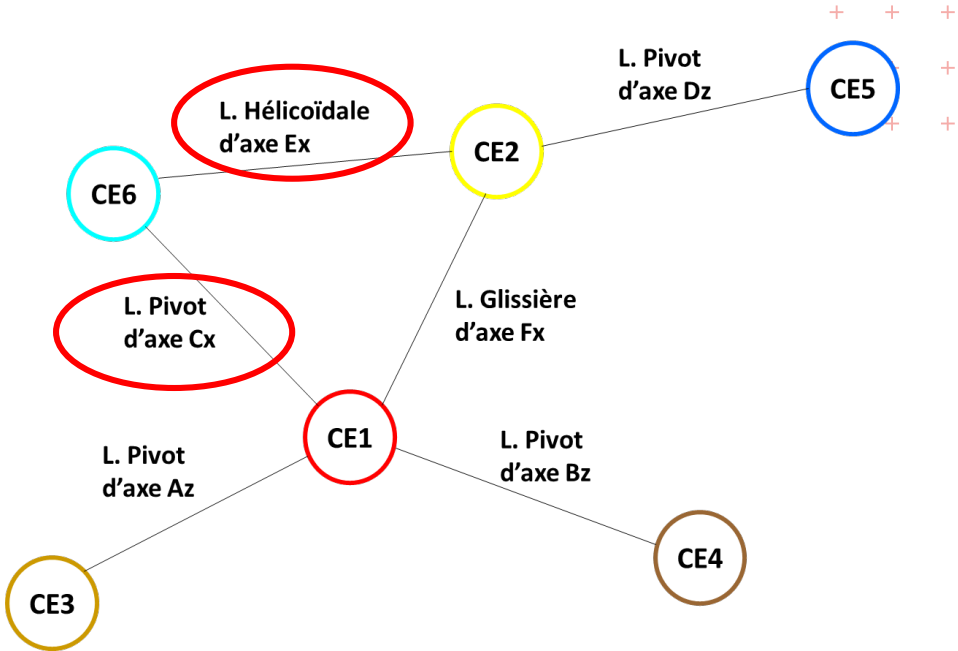 L. Pivot
d'axe Dz
CE5
L. Hélicoïdale
d'axe Ex
CE2
CE6
L. Glissière
d'axe Fx
L. Pivot
d'axe Cx
CE1
L. Pivot
d'axe Bz
L. Pivot
d'axe Az
CE4
CE3